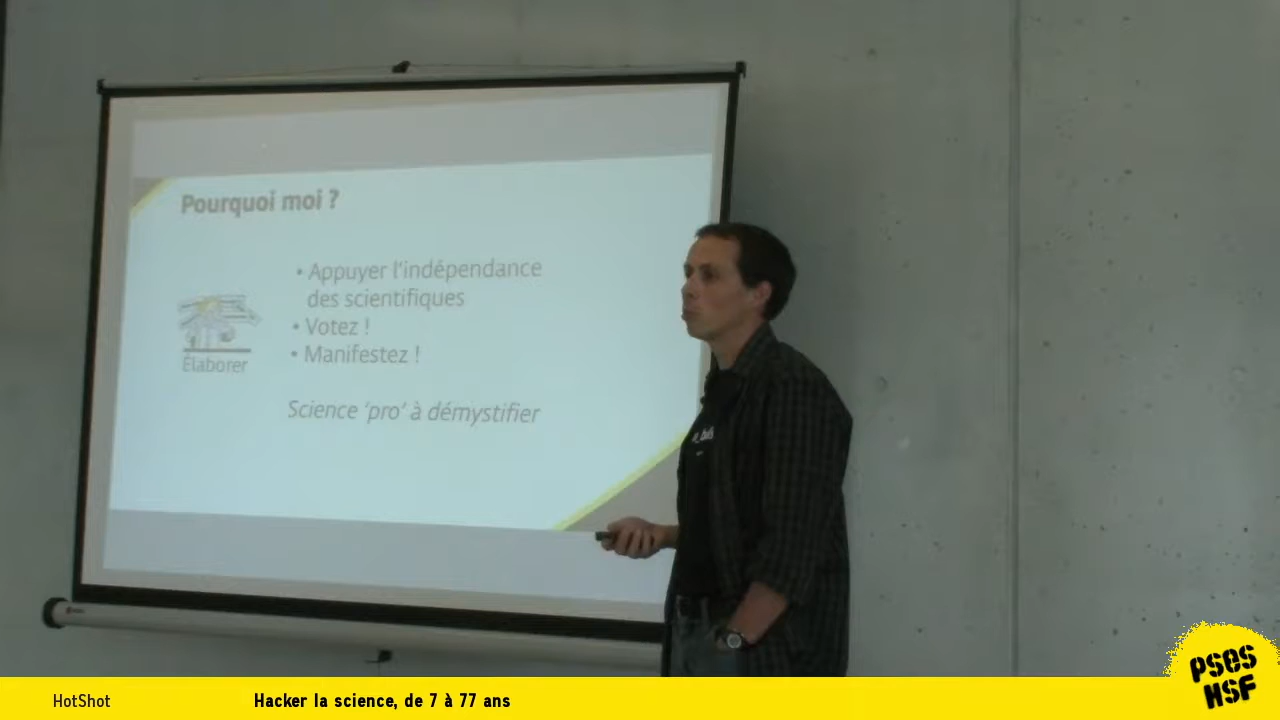 Pourquoi moi ?
• Appuyer l'indépendance
des scientifiques
• Votez !
• Manifestez !
Élaborer
Science 'pro' à démystifier
HotShot
Hacker la science, de 7 à 77 ans
PSES
HSF